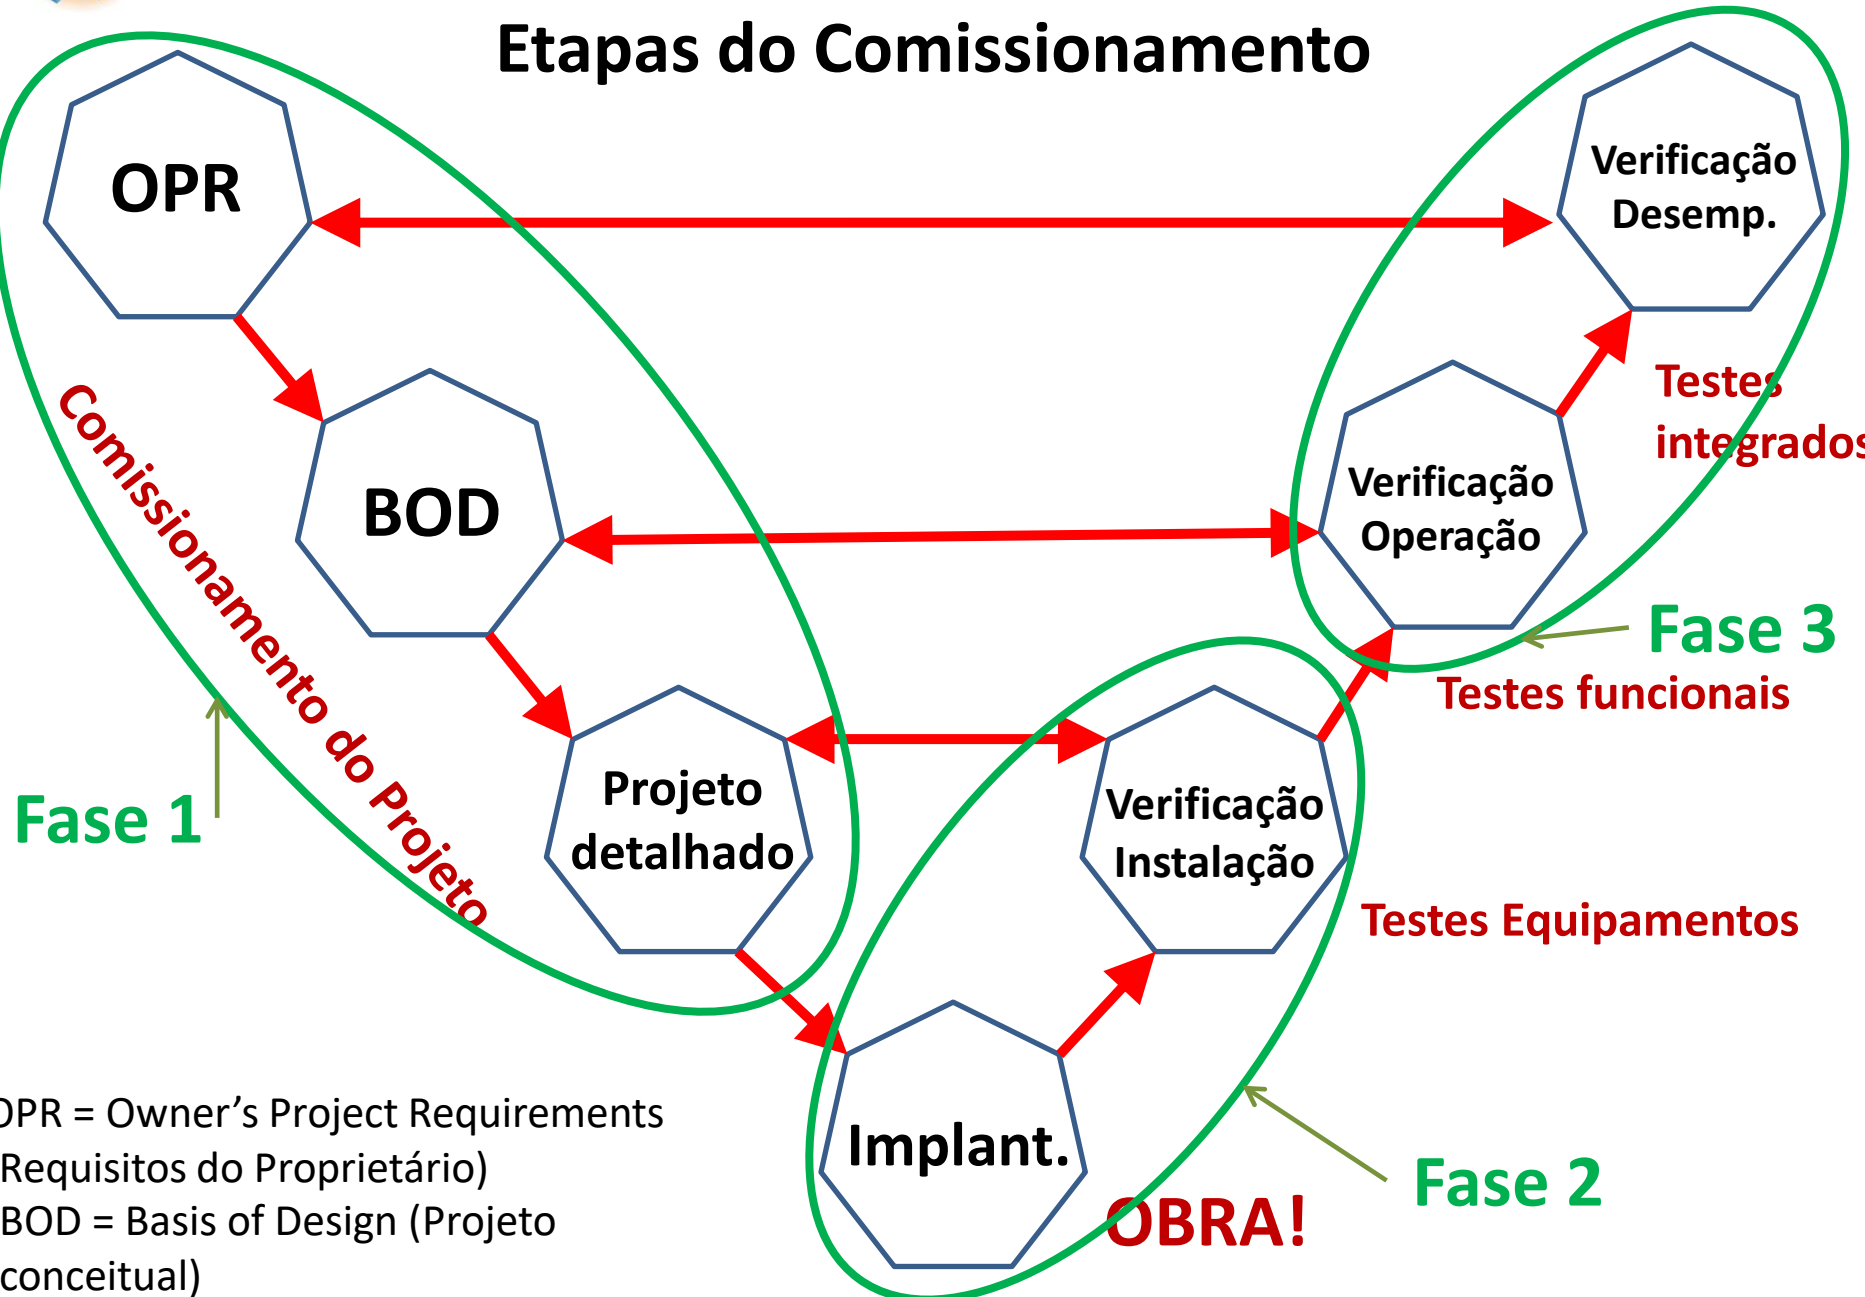 Etapas do Comissionamento
OPR
Verificação
Desemp.
Testes
integrados
BOD
Verificação
Operação
Comissionamento do Projeto
Fase 3
Testes funcionais
Fase 1
Projeto
detalhado
Verificação
Instalação
Testes Equipamentos
Implant.
OBRA!
Fase 2
OPR = Owner’s Project Requirements
Requisitos do Proprietário)
BOD = Basis of Design (Projeto
conceitual)